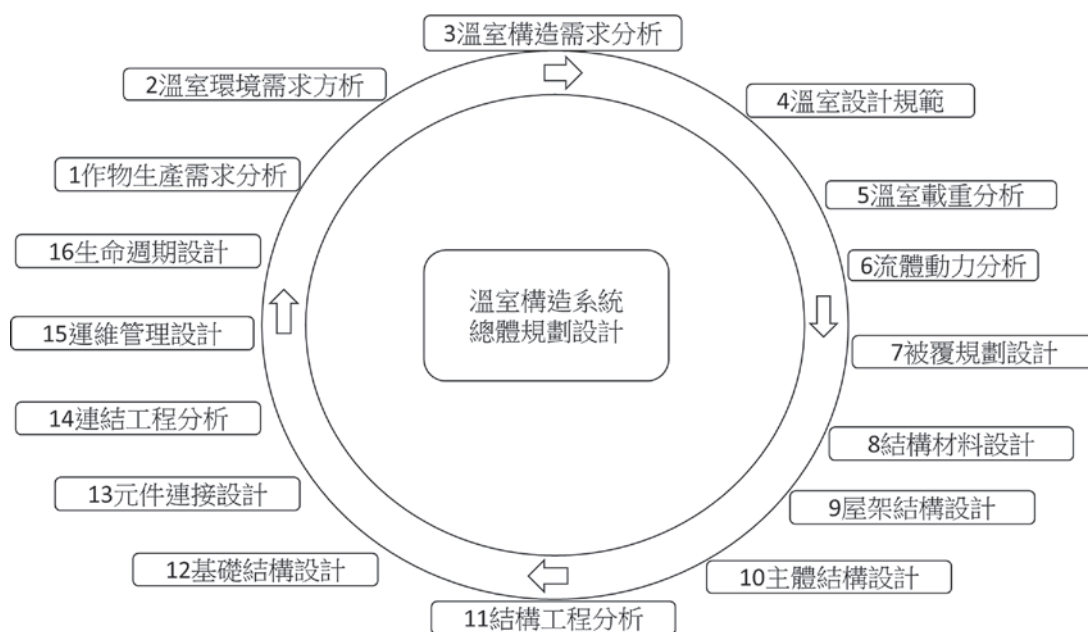 3溫室構造需求分析
2溫室環境需求方析
4溫室設計規範
1作物生產需求分析
5溫室載重分析
16生命週期設計
6流體動力分析
溫室構造系統
總體規劃設計
15運維管理設計
7被覆規劃設計
14連結工程分析
8結構材料設計
13元件連接設計
9屋架結構設計
12基礎結構設計
10主體結構設計
11結構工程分析